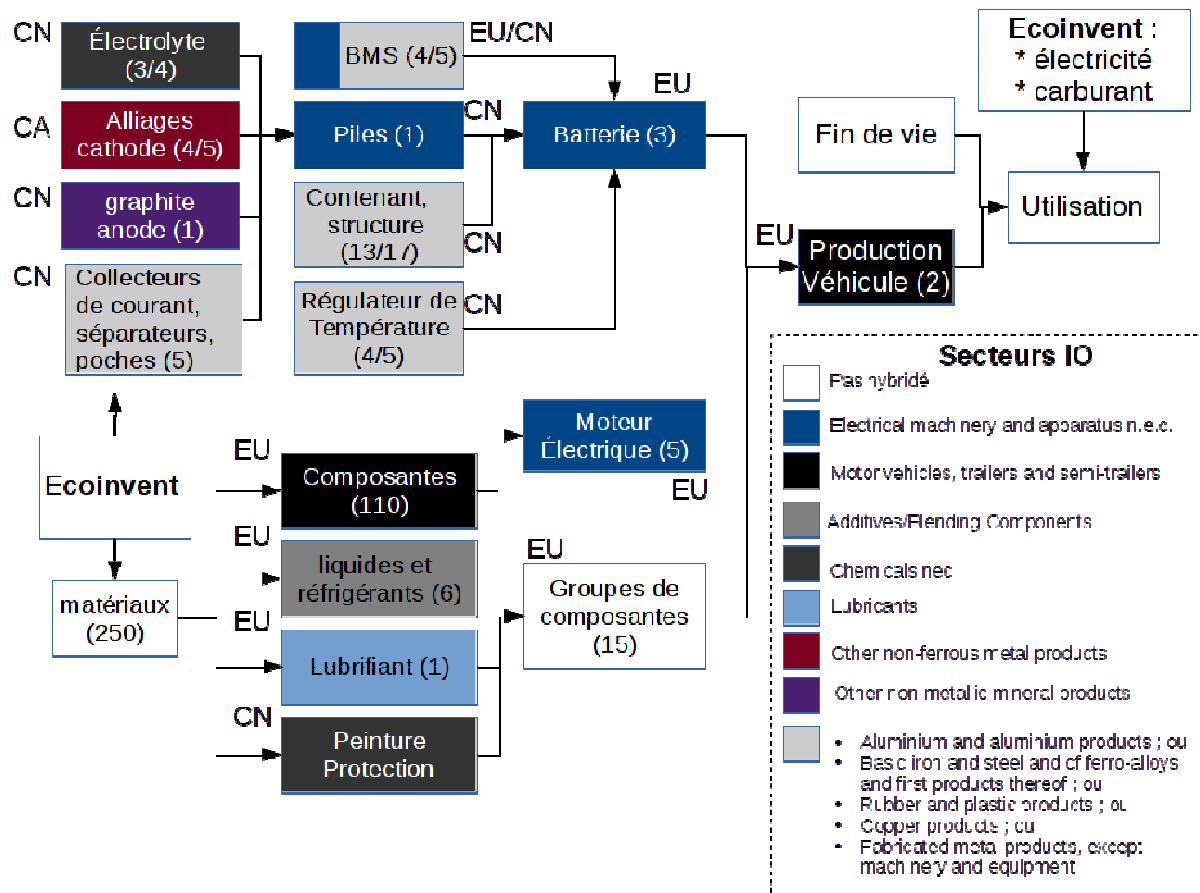 CN
Électrolyte
(3/4)
CA
Alliages
cathode (4/5)
CN
graphite
anode (1)
CN
Collecteurs
de courant,
séparateurs,
poches (5)
BMS (4/5)
EU/CN
Piles (1)
CN
Contenant,
structure
(13/17)
CN
Régulateur de
Température
(4/5)
CN
EU
Batterie (3)
Ecoinvent :
* électricité
* carburant
Fin de vie
Utilisation
EU
Production
Véhicule (2)
Ecoinvent
matériaux
(250)
EU
Composantes
(110)
EU
liquides et
réfrigérants (6)
EU
Lubrifiant (1)
CN
Peinture
Protection
Moteur
Électrique (5)
EU
EU
Groupes de
composantes
(15)
Secteurs IO
Pas hybridé
Electrical machinery and apparatus n.e.c.
Motor vehicles, trailers and semi-trailers
Additives/Blending Components
Chemicals nec
Lubricants
Other non-ferrous metal products
Other non metallic mineral products
• Aluminium and aluminium products ; ou
• Basic iron and steel and of ferro-alloys
and first products thereof ; ou
• Rubber and plastic products ; ou
• Copper products ; ou
• Fabricated metal products, except
machinery and equipment